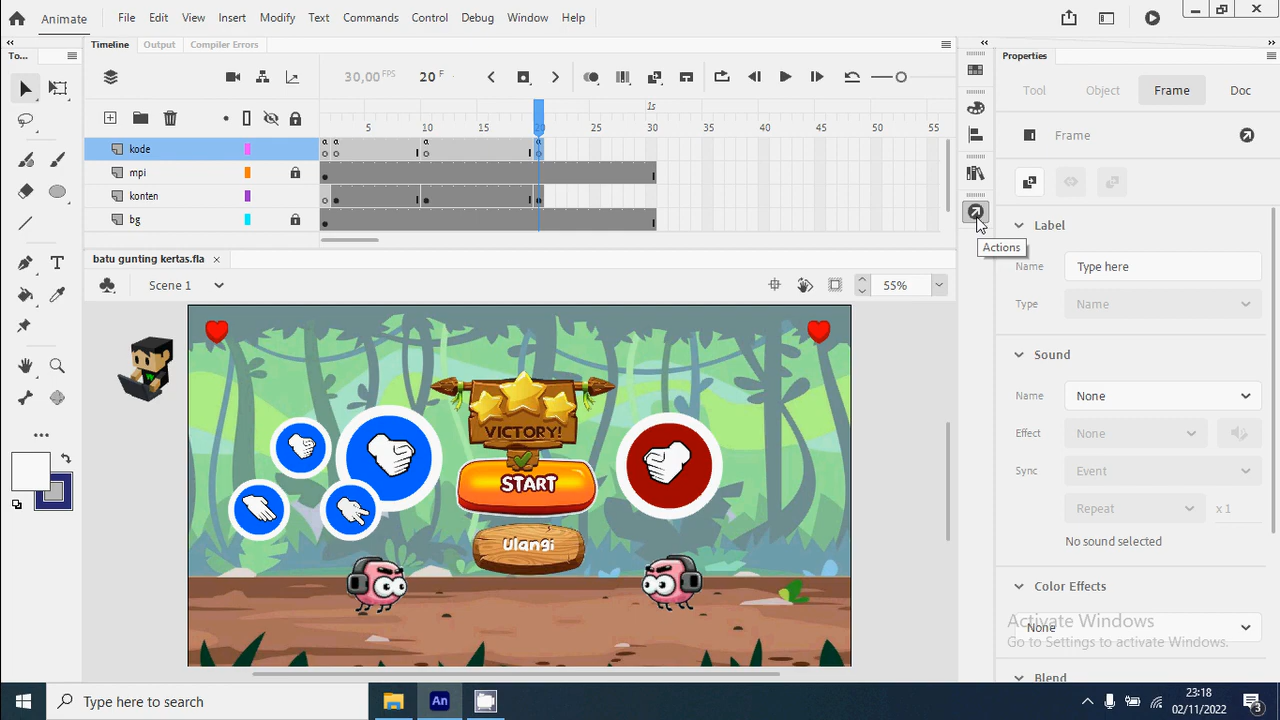 Animate File Edit View Insert Modify Text Commands Control Debug Window Help
To...
Timeline Output Compiler Errors
30,00 FPS 20 F
1s
5 10 15 20 25 30 35 40 45 50 55
kode
mpi
konten
bg
batu gunting kertas.fla ×
Scene 1
55%
VICTORY!
START
Ulangi
Actions
Properties
Tool Object Frame Doc
Frame
Label
Name Type here
Type Name
Sound
Name None
Effect None
Sync Event
Repeat x 1
No sound selected
Color Effects
None
Activate Windows
Go to Settings to activate Windows.
Blend
Type here to search
An
23:18
02/11/2022
3